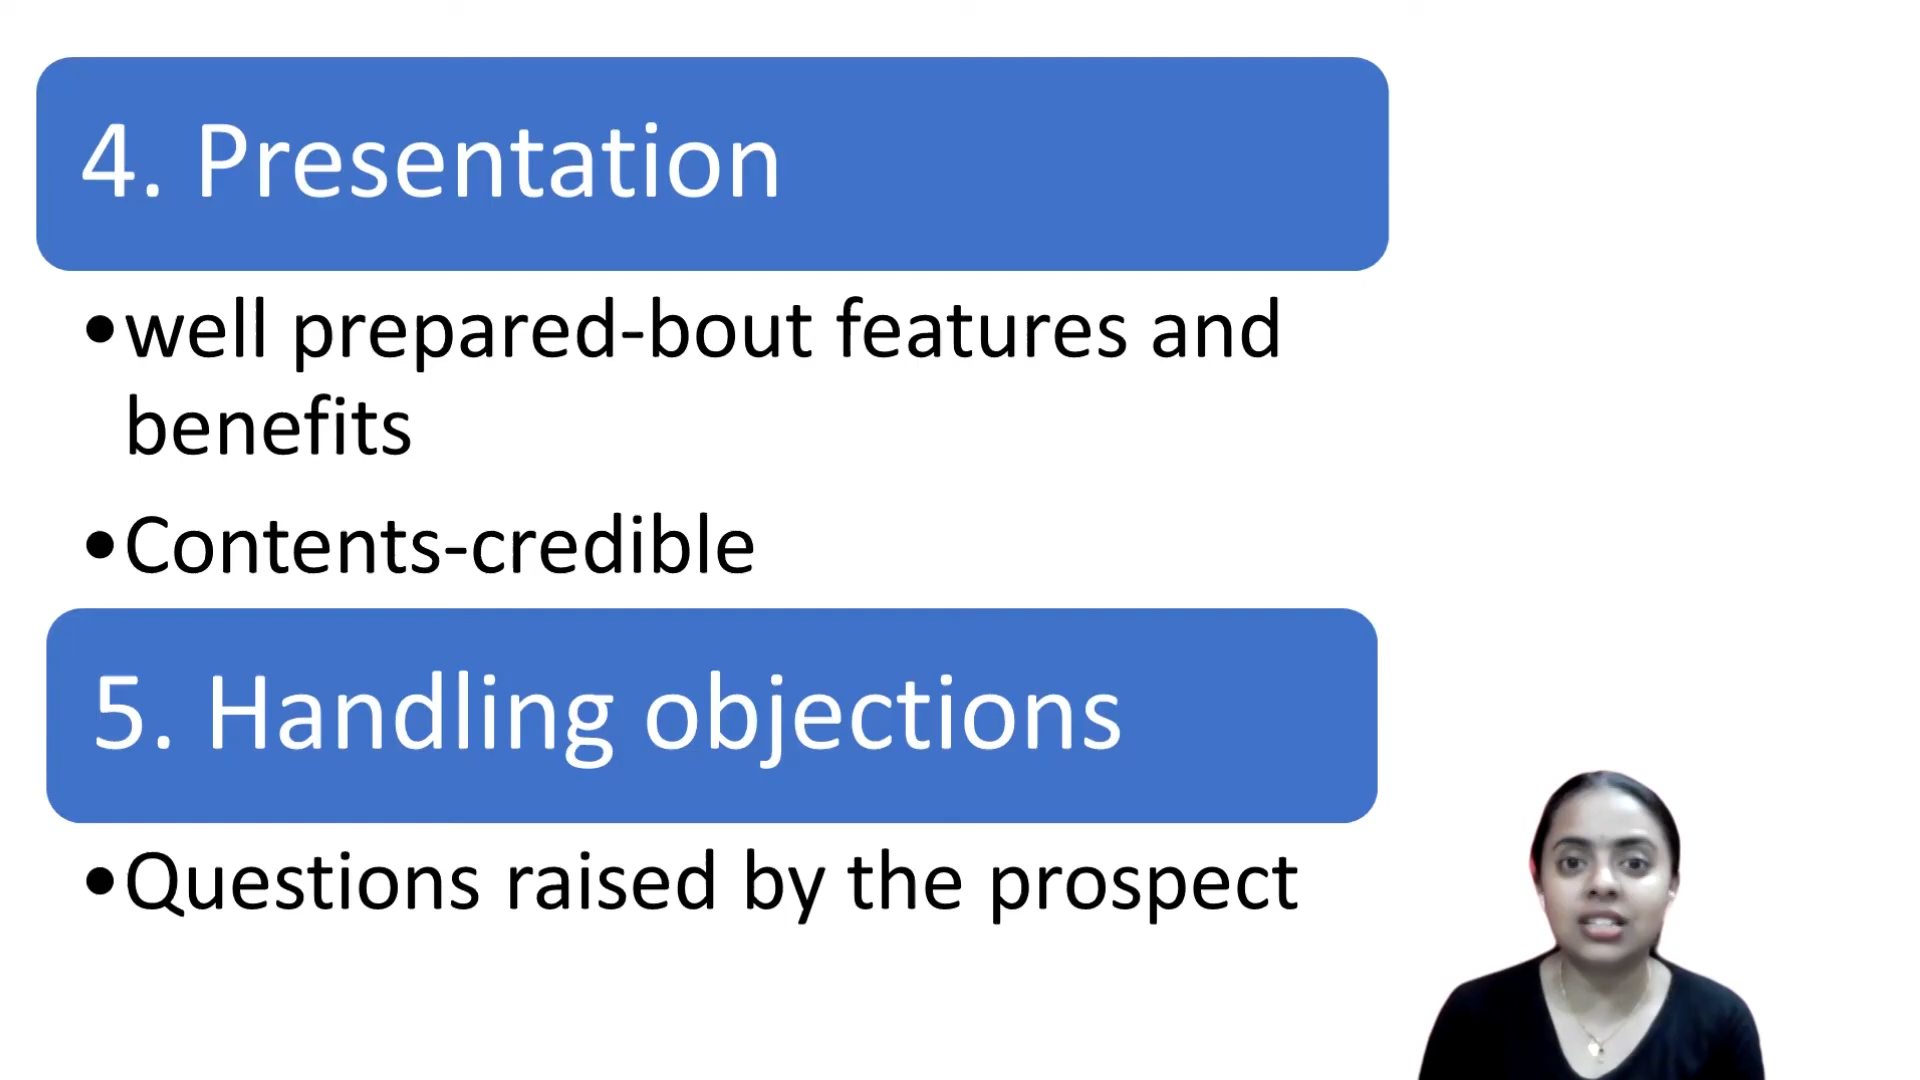 4. Presentation
•well prepared-bout features and
benefits
•Contents-credible
5. Handling objections
•Questions raised by the prospect